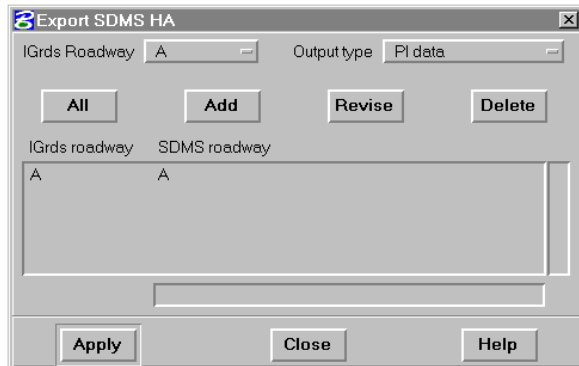 Export SDMS HA
IGrds Roadway A Output type PI data
All Add Revise Delete
IGrds roadway SDMS roadway
A A
Apply Close Help